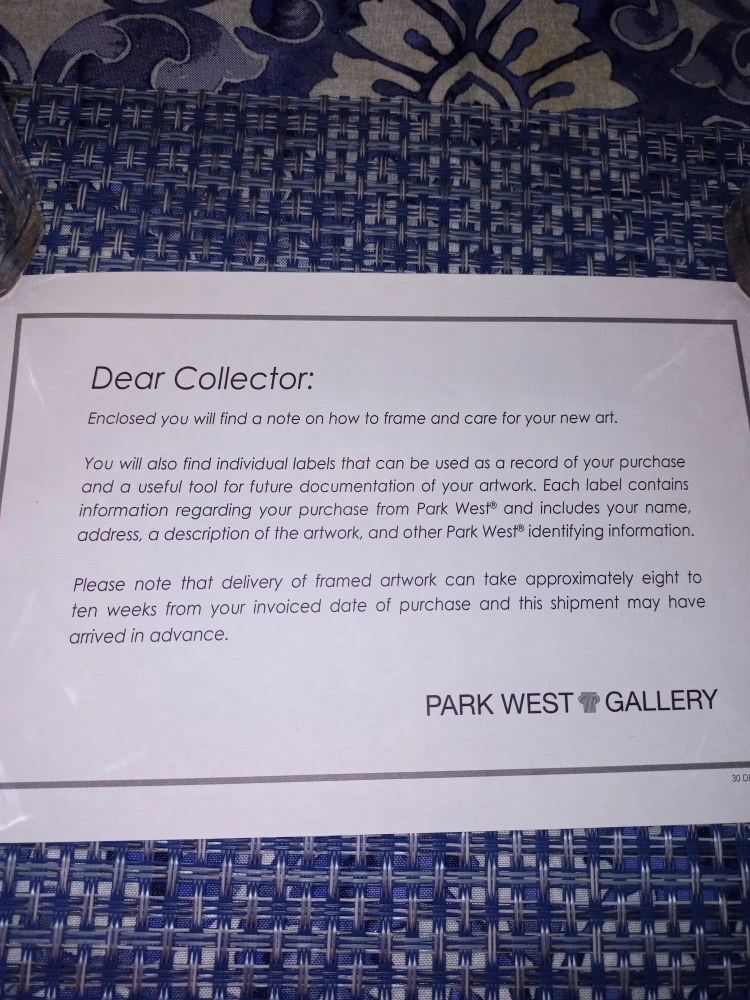 Dear Collector:
Enclosed you will find a note on how to frame and care for your new art.
You will also find individual labels that can be used as a record of your purchase
and a useful tool for future documentation of your artwork. Each label contains
information regarding your purchase from Park West® and includes your name,
address, a description of the artwork, and other Park West® identifying information.
Please note that delivery of framed artwork can take approximately eight to
ten weeks from your invoiced date of purchase and this shipment may have
arrived in advance.
PARK WEST GALLERY
30